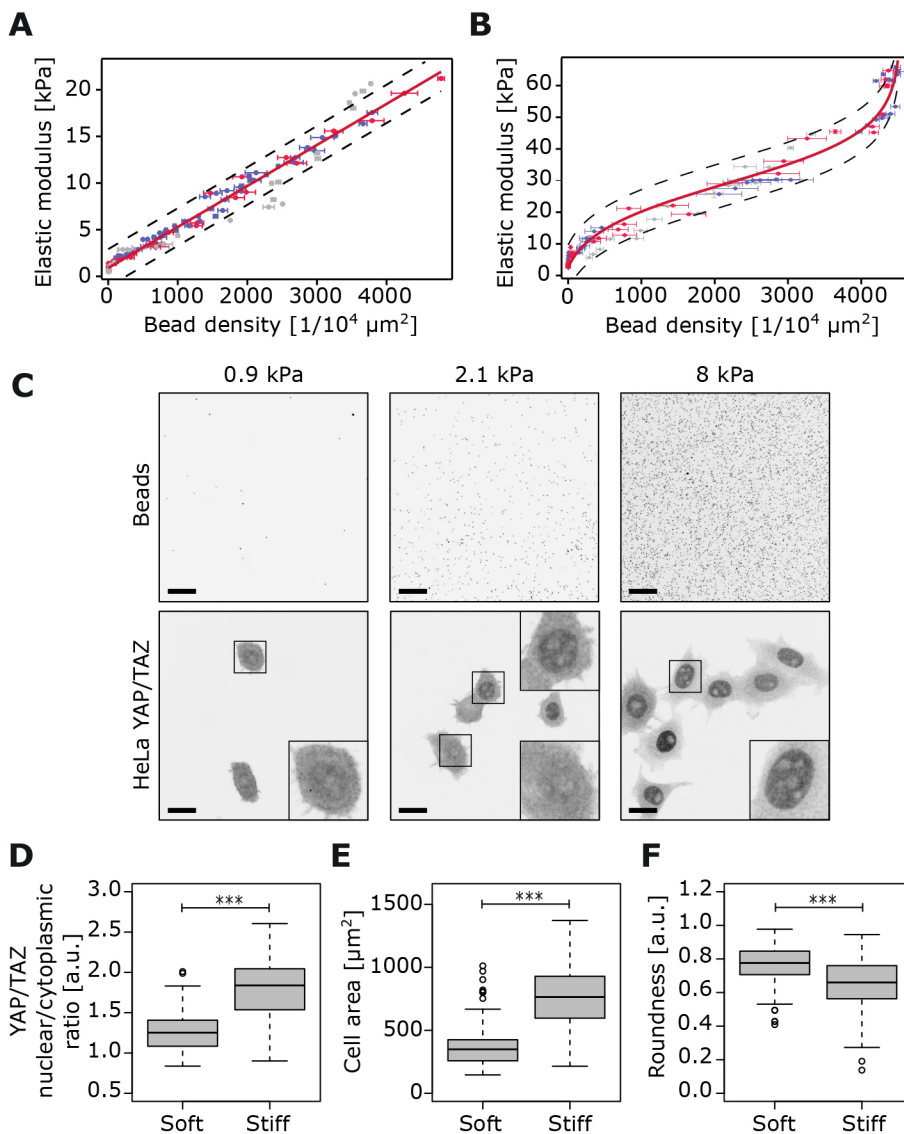 A
B
Elastic modulus [kPa]
20
15
10
5
0
0 1000 2000 3000 4000
Bead density [1/10⁴ μm²]
Elastic modulus [kPa]
60
50
40
30
20
10
0
0 1000 2000 3000 4000
Bead density [1/10⁴ μm²]
C
0.9 kPa 2.1 kPa 8 kPa
Beads
HeLa YAP/TAZ
D
E
F
YAP/TAZ
nuclear/cytoplasmic
ratio [a.u.]
3.0
2.5
2.0
1.5
1.0
0.5
***
Soft Stiff
Cell area [μm²]
1500
1000
500
0
***
Soft Stiff
Roundness [a.u.]
1.2
1.0
0.8
0.6
0.4
0.2
0.0
***
Soft Stiff